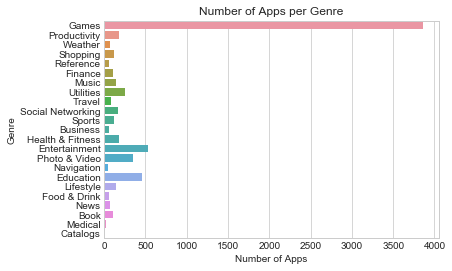 Number of Apps per Genre
Genre
Games
Productivity
Weather
Shopping
Reference
Finance
Music
Utilities
Travel
Social Networking
Sports
Business
Health & Fitness
Entertainment
Photo & Video
Navigation
Education
Lifestyle
Food & Drink
News
Book
Medical
Catalogs
0 500 1000 1500 2000 2500 3000 3500 4000
Number of Apps